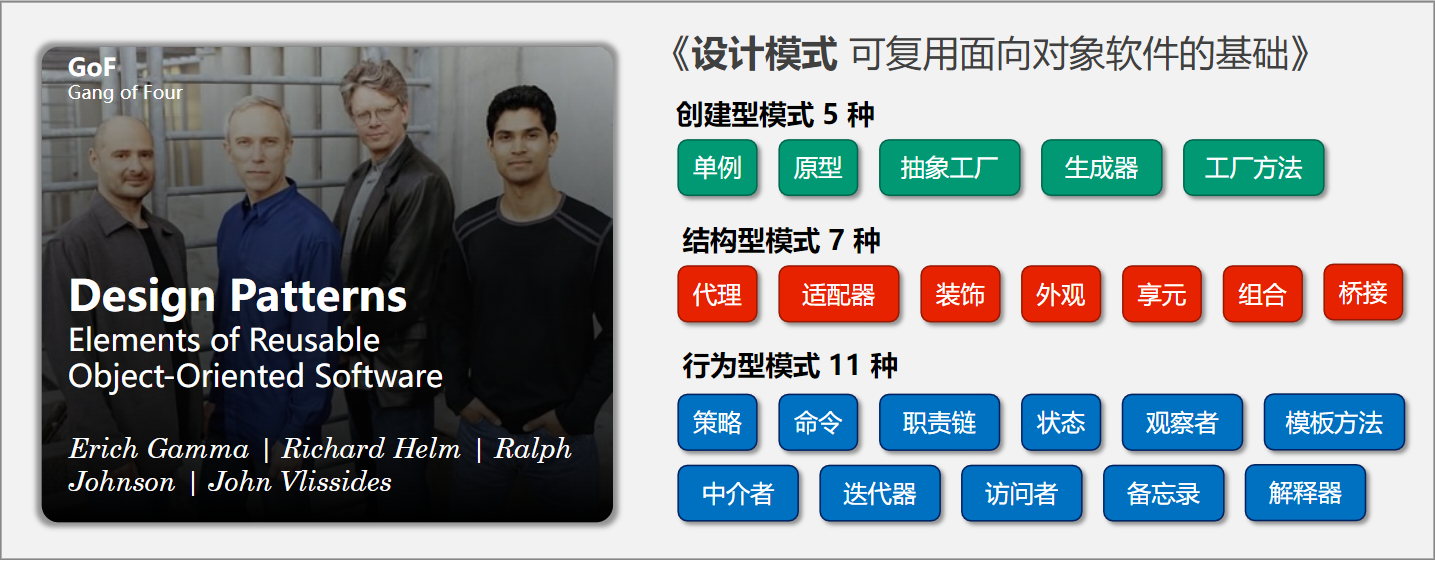 GoF
Gang of Four
Design Patterns
Elements of Reusable
Object-Oriented Software
Erich Gamma | Richard Helm | Ralph
Johnson | John Vlissides
《设计模式 可复用面向对象软件的基础》
创建型模式 5 种
单例 原型 抽象工厂 生成器 工厂方法
结构型模式 7 种
代理 适配器 装饰 外观 享元 组合 桥接
行为型模式 11 种
策略 命令 职责链 状态 观察者 模板方法
中介者 迭代器 访问者 备忘录 解释器